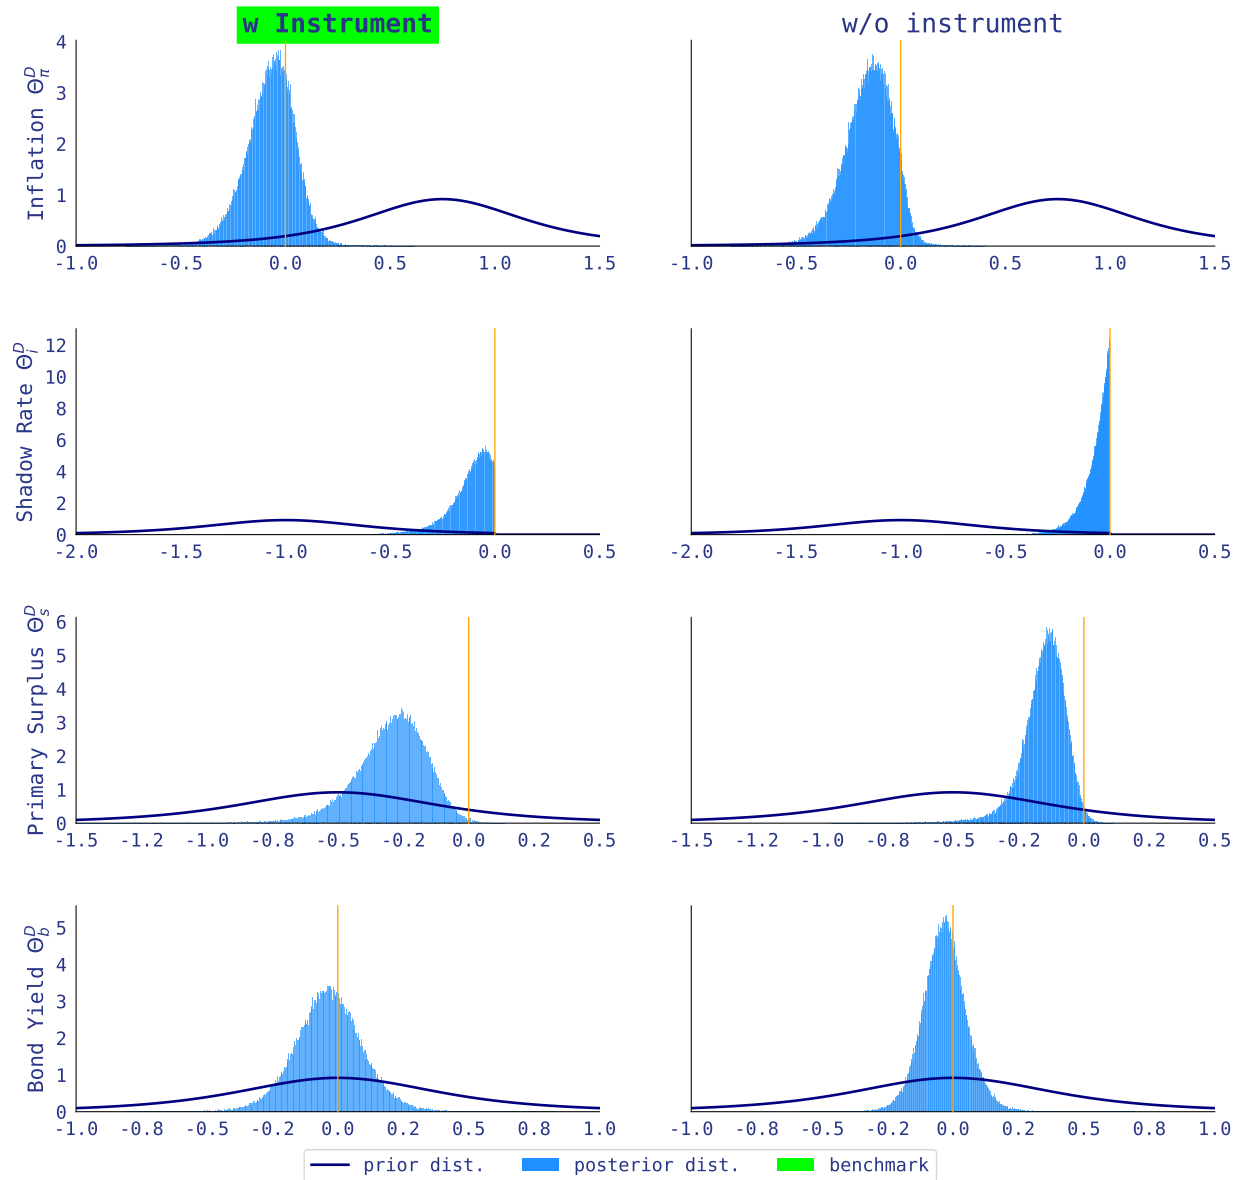 w Instrument w/o instrument
Inflation Θ_π^D
4
3
2
1
0
-1.0 -0.5 0.0 0.5 1.0 1.5
-1.0 -0.5 0.0 0.5 1.0 1.5
Shadow Rate Θ_i^D
12
10
8
6
4
2
0
-2.0 -1.5 -1.0 -0.5 0.0 0.5
-2.0 -1.5 -1.0 -0.5 0.0 0.5
Primary Surplus Θ_s^D
6
5
4
3
2
1
0
-1.5 -1.2 -1.0 -0.8 -0.5 -0.2 0.0 0.2 0.5
-1.5 -1.2 -1.0 -0.8 -0.5 -0.2 0.0 0.2 0.5
Bond Yield Θ_b^D
5
4
3
2
1
0
-1.0 -0.8 -0.5 -0.2 0.0 0.2 0.5 0.8 1.0
-1.0 -0.8 -0.5 -0.2 0.0 0.2 0.5 0.8 1.0
prior dist. posterior dist. benchmark